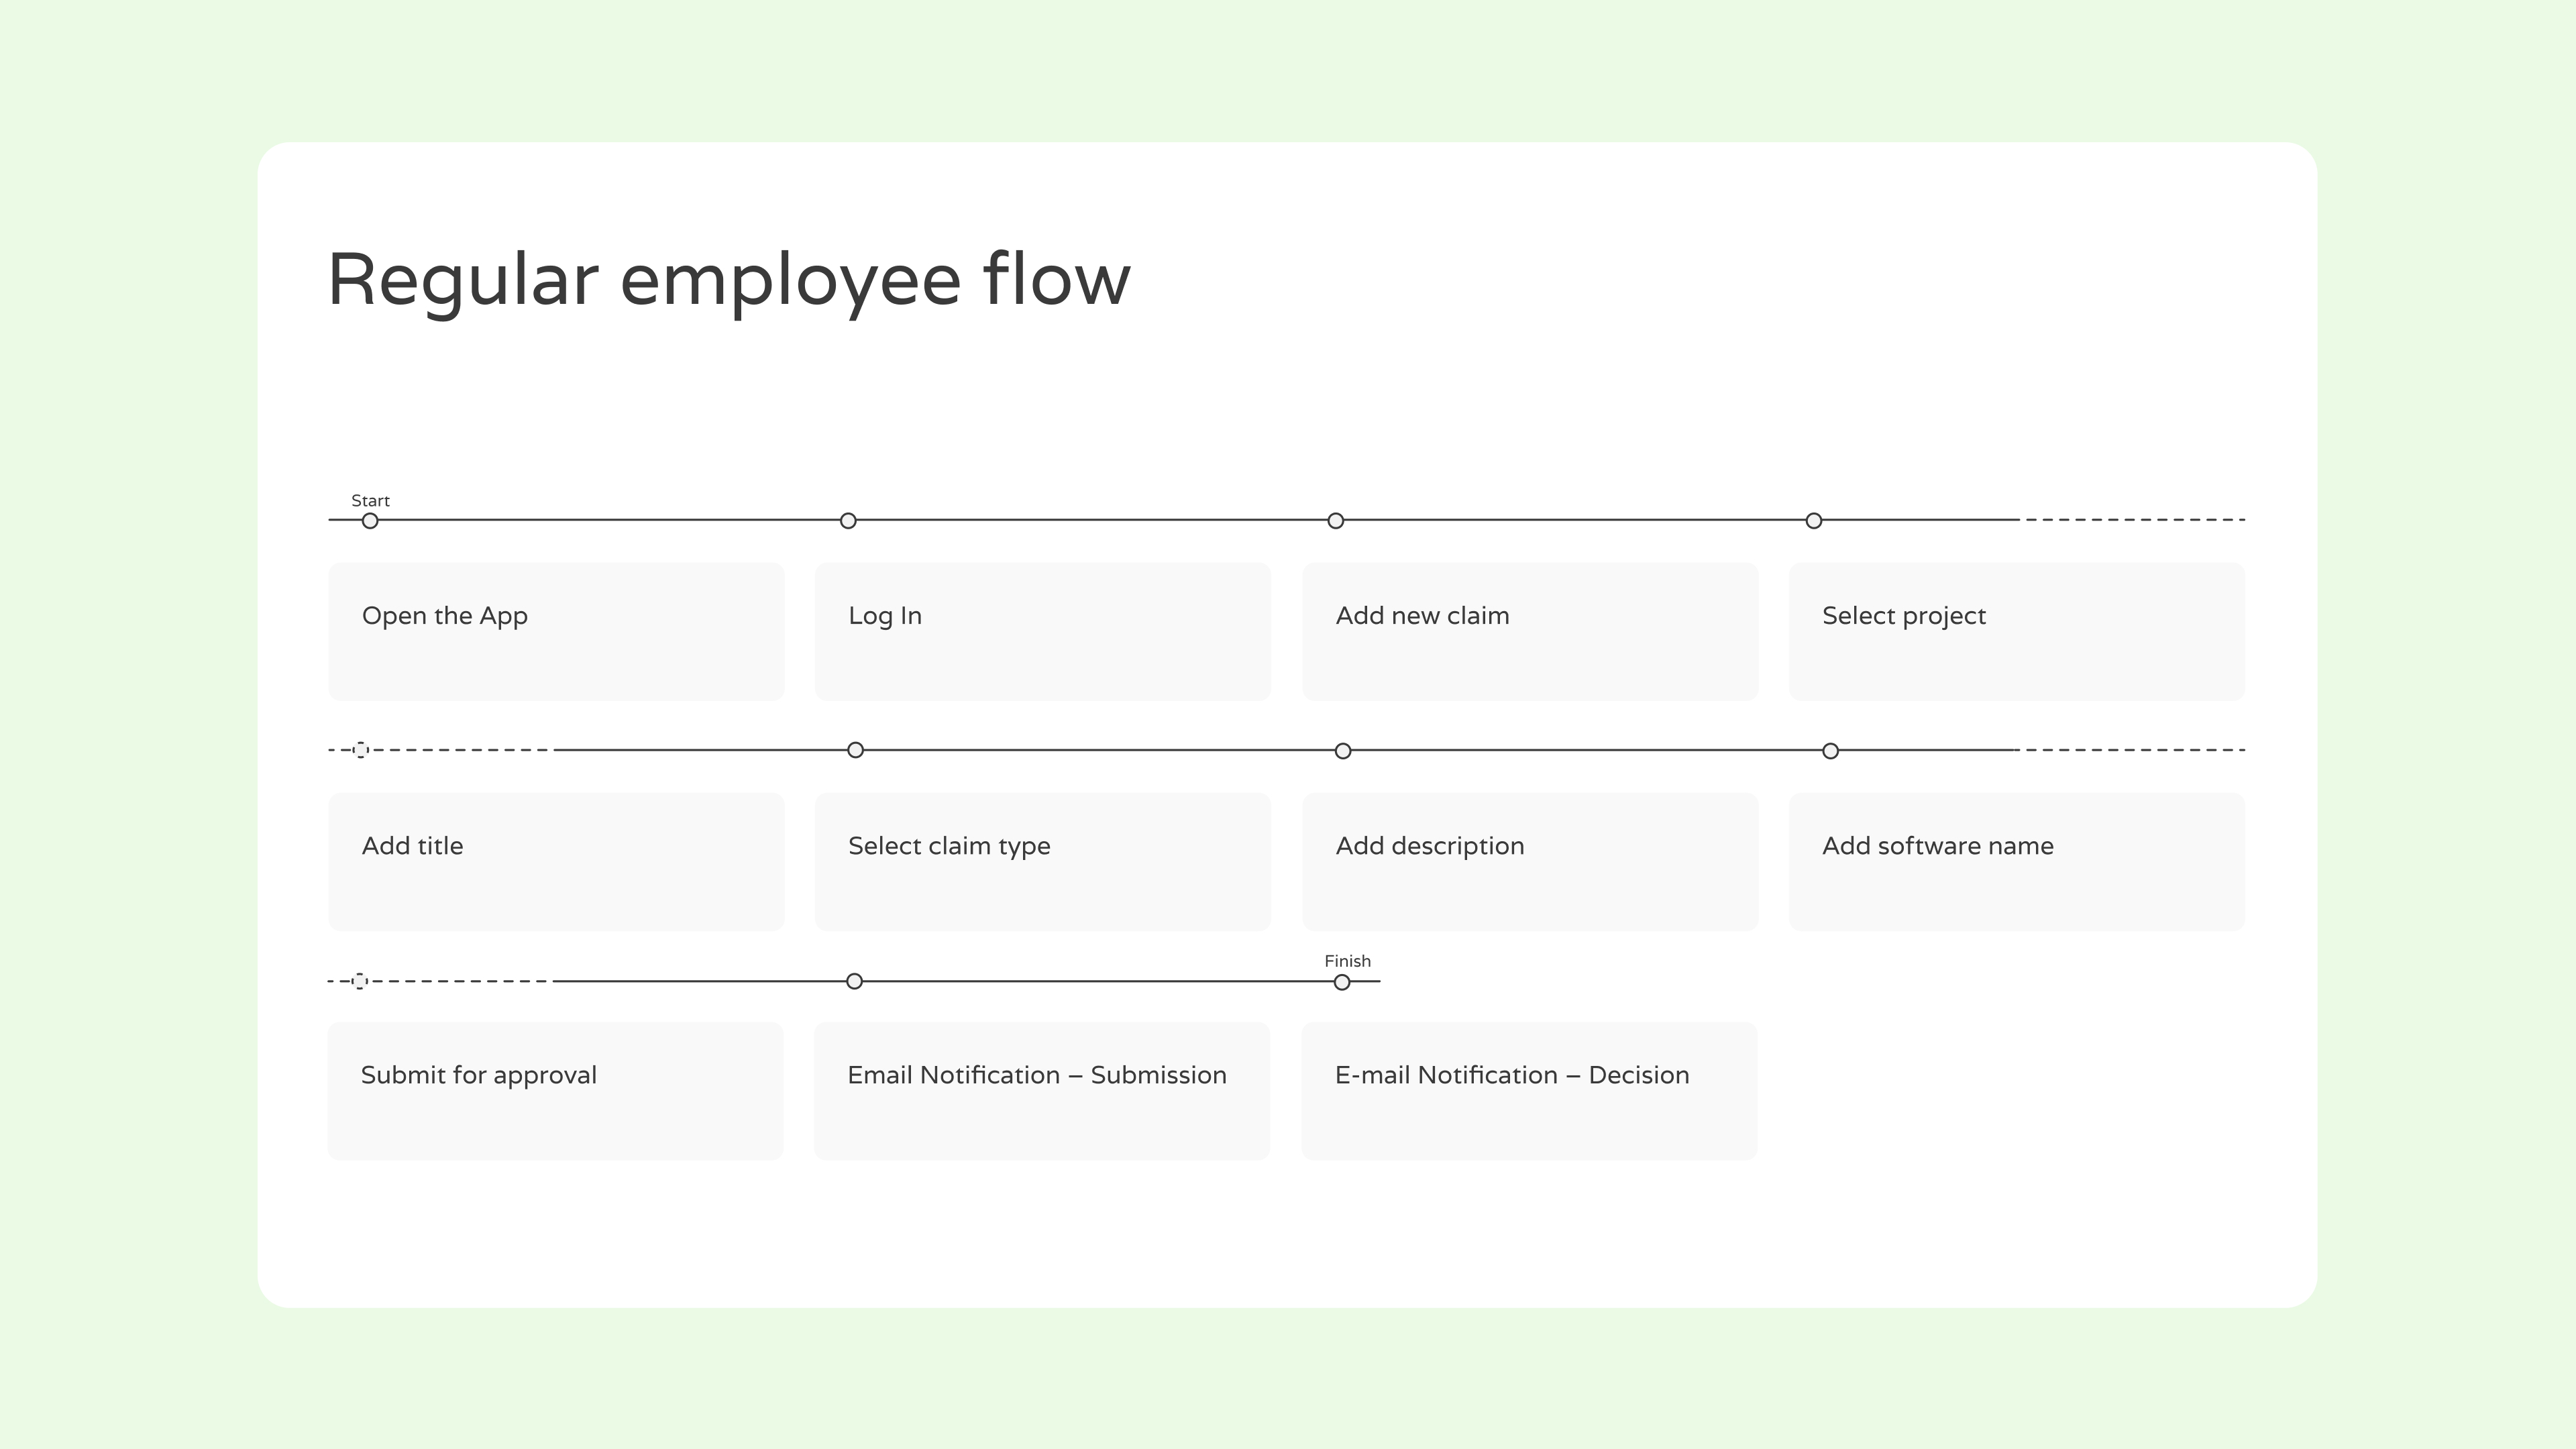 Regular employee flow
Start
Open the App
Log In
Add new claim
Select project
Add title
Select claim type
Add description
Add software name
Finish
Submit for approval
Email Notification – Submission
E-mail Notification – Decision